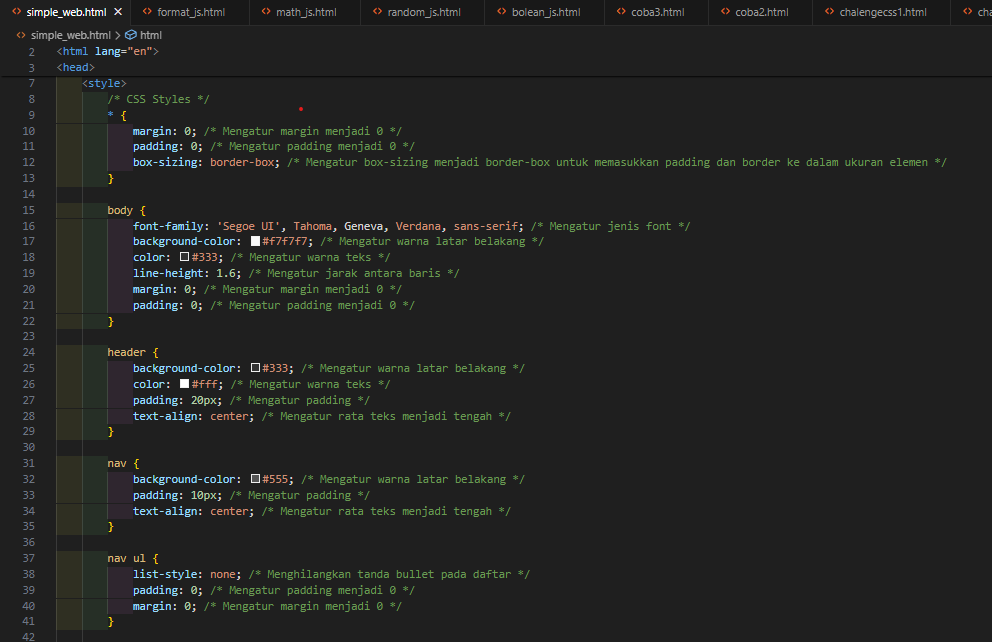 simple_web.html × format_js.html math_js.html random_js.html bolean_js.html coba3.html coba2.html chalengecss1.html cha
simple_web.html > html
2 <html lang="en">
3 <head>
7 <style>
8 /* CSS Styles */
9 * {
10 margin: 0; /* Mengatur margin menjadi 0 */
11 padding: 0; /* Mengatur padding menjadi 0 */
12 box-sizing: border-box; /* Mengatur box-sizing menjadi border-box untuk memasukkan padding dan border ke dalam ukuran elemen */
13 }
14
15 body {
16 font-family: 'Segoe UI', Tahoma, Geneva, Verdana, sans-serif; /* Mengatur jenis font */
17 background-color: #f7f7f7; /* Mengatur warna latar belakang */
18 color: #333; /* Mengatur warna teks */
19 line-height: 1.6; /* Mengatur jarak antara baris */
20 margin: 0; /* Mengatur margin menjadi 0 */
21 padding: 0; /* Mengatur padding menjadi 0 */
22 }
23
24 header {
25 background-color: #333; /* Mengatur warna latar belakang */
26 color: #fff; /* Mengatur warna teks */
27 padding: 20px; /* Mengatur padding */
28 text-align: center; /* Mengatur rata teks menjadi tengah */
29 }
30
31 nav {
32 background-color: #555; /* Mengatur warna latar belakang */
33 padding: 10px; /* Mengatur padding */
34 text-align: center; /* Mengatur rata teks menjadi tengah */
35 }
36
37 nav ul {
38 list-style: none; /* Menghilangkan tanda bullet pada daftar */
39 padding: 0; /* Mengatur padding menjadi 0 */
40 margin: 0; /* Mengatur margin menjadi 0 */
41 }
42